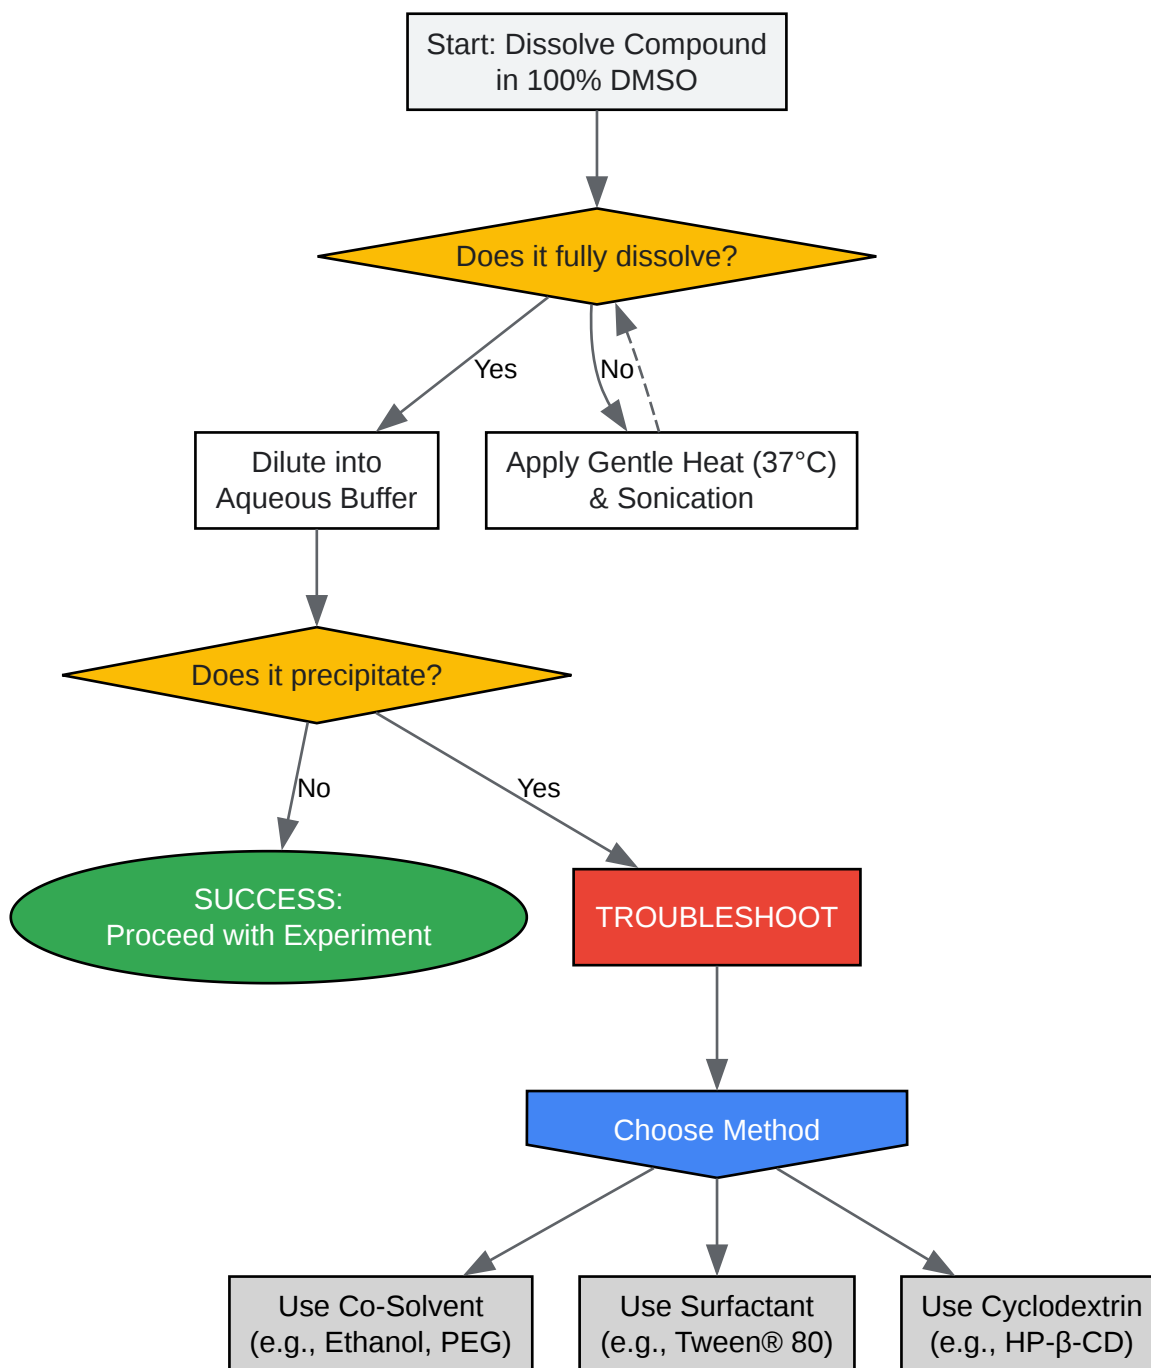 Start: Dissolve Compound
in 100% DMSO
Does it fully dissolve?
Yes
No
Dilute into
Aqueous Buffer
Apply Gentle Heat (37°C)
& Sonication
Does it precipitate?
No
Yes
SUCCESS:
Proceed with Experiment
TROUBLESHOOT
Choose Method
Use Co-Solvent
(e.g., Ethanol, PEG)
Use Surfactant
(e.g., Tween® 80)
Use Cyclodextrin
(e.g., HP-β-CD)